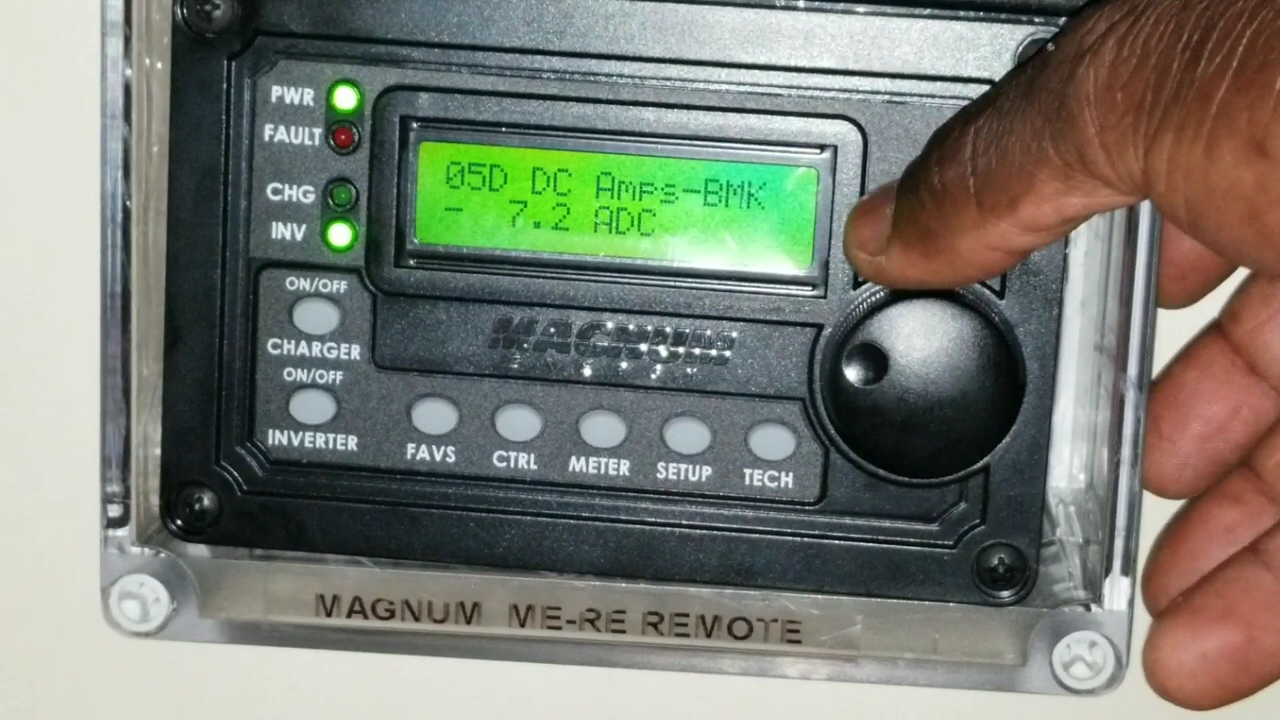 PWR
FAULT
CHG
INV
05D DC Amps-BMK
- 7.2 ADC
ON/OFF
CHARGER
ON/OFF
INVERTER
MAGNUM
FAVS
CTRL
METER
SETUP
TECH
MAGNUM ME-RE REMOTE